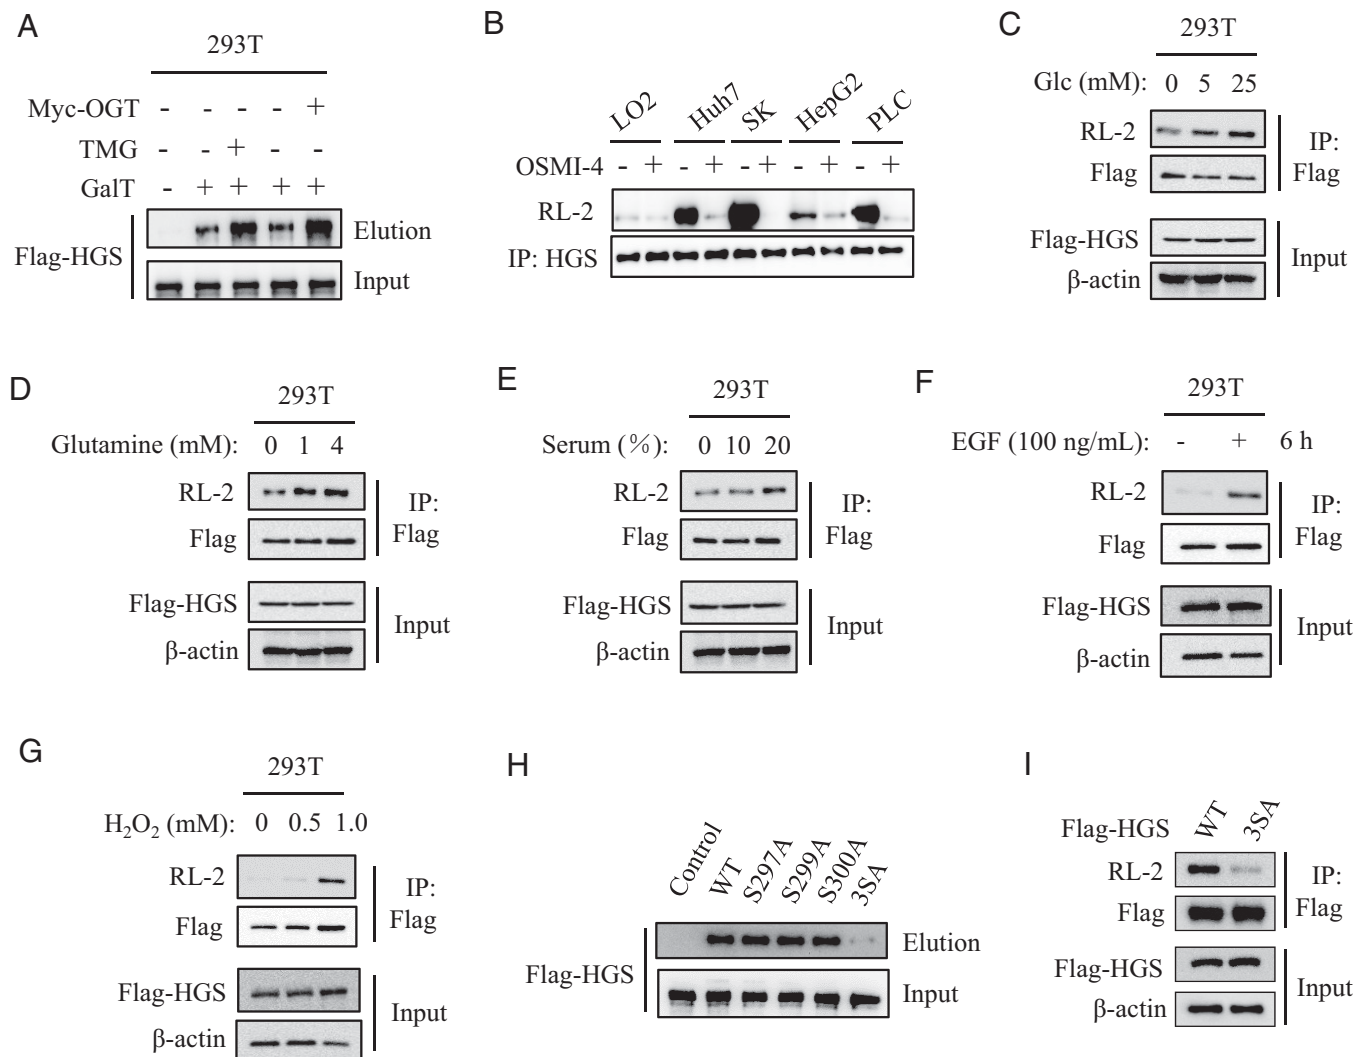 A
293T
Myc-OGT - - - - +
TMG - - + - -
GalT - + + + +
Flag-HGS
Elution
Input
B
LO2 Huh7 SK HepG2 PLC
OSMI-4 - + - + - + - + - +
RL-2
IP: HGS
C
293T
Glc (mM): 0 5 25
RL-2
Flag
IP:
Flag
Flag-HGS
β-actin
Input
D
293T
Glutamine (mM): 0 1 4
RL-2
Flag
IP:
Flag
Flag-HGS
β-actin
Input
E
293T
Serum (%): 0 10 20
RL-2
Flag
IP:
Flag
Flag-HGS
β-actin
Input
F
293T
EGF (100 ng/mL): - + 6 h
RL-2
Flag
IP:
Flag
Flag-HGS
β-actin
Input
G
293T
H₂O₂ (mM): 0 0.5 1.0
RL-2
Flag
IP:
Flag
Flag-HGS
β-actin
Input
H
Control WT S297A S299A S300A 3SA
Flag-HGS
Elution
Input
I
Flag-HGS WT 3SA
RL-2
Flag
IP:
Flag
Flag-HGS
β-actin
Input